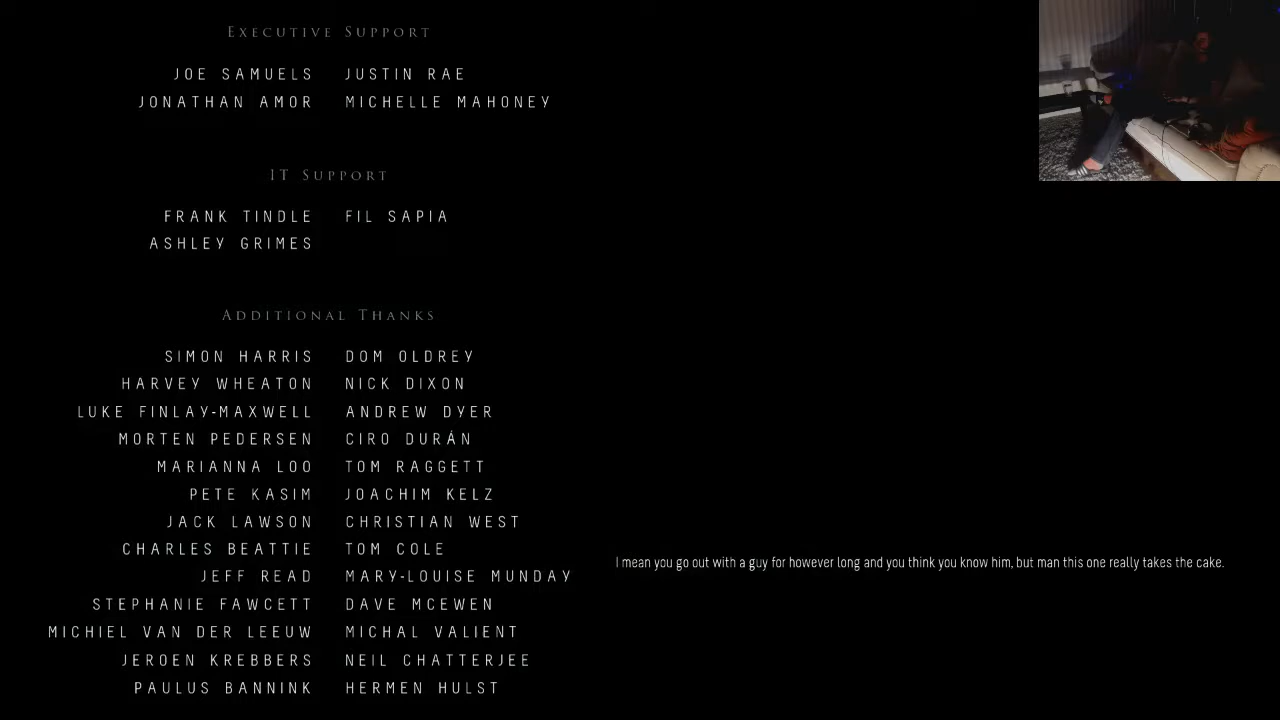 EXECUTIVE SUPPORT
JOE SAMUELS JUSTIN RAE
JONATHAN AMOR MICHELLE MAHONEY
IT SUPPORT
FRANK TINDLE FIL SAPIA
ASHLEY GRIMES
ADDITIONAL THANKS
SIMON HARRIS DOM OLDREY
HARVEY WHEATON NICK DIXON
LUKE FINLAY-MAXWELL ANDREW DYER
MORTEN PEDERSEN CIRO DURÁN
MARIANNA LOO TOM RAGGETT
PETE KASIM JOACHIM KELZ
JACK LAWSON CHRISTIAN WEST
CHARLES BEATTIE TOM COLE
JEFF READ MARY-LOUISE MUNDAY
STEPHANIE FAWCETT DAVE MCEWEN
MICHIEL VAN DER LEEUW MICHAL VALIENT
JEROEN KREBBERS NEIL CHATTERJEE
PAULUS BANNINK HERMEN HULST
I mean you go out with a guy for however long and you think you know him, but man this one really takes the cake.